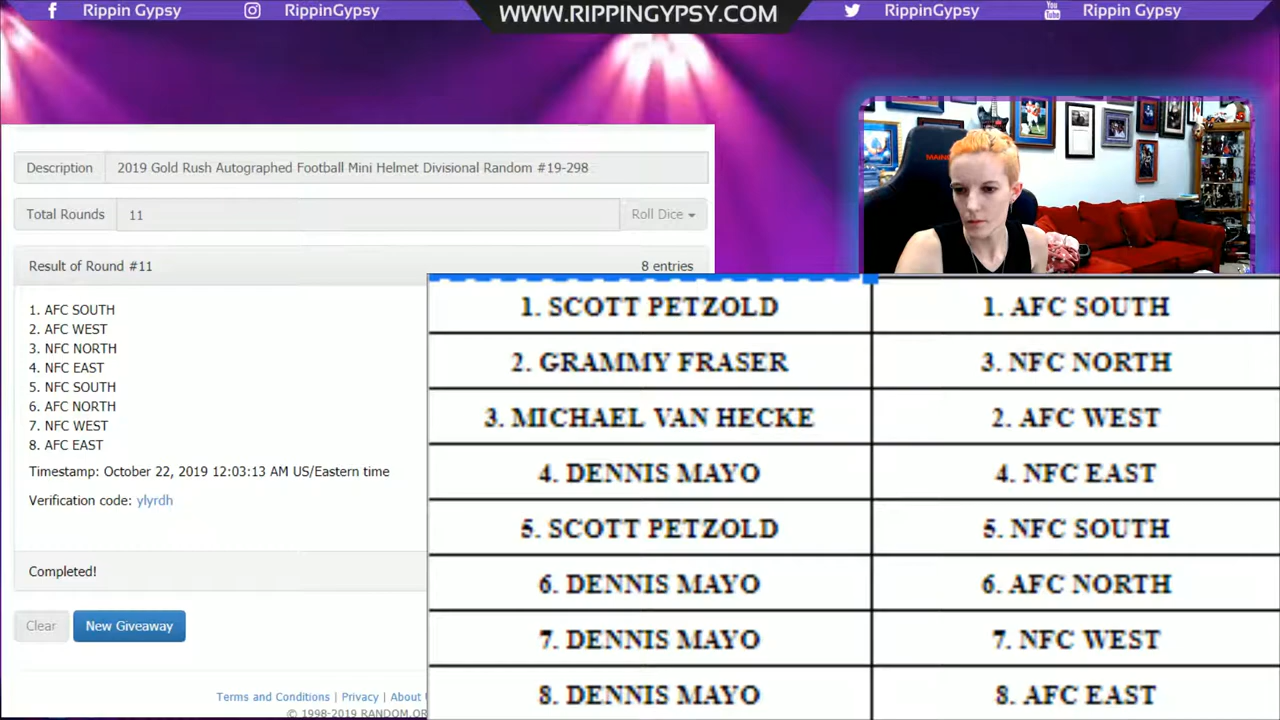 Rippin Gypsy
RippinGypsy
WWW.RIPPINGYPSY.COM
RippinGypsy
Rippin Gypsy
Description
2019 Gold Rush Autographed Football Mini Helmet Divisional Random #19-298
Total Rounds
11
Roll Dice
Result of Round #11
8 entries
1. AFC SOUTH
2. AFC WEST
3. NFC NORTH
4. NFC EAST
5. NFC SOUTH
6. AFC NORTH
7. NFC WEST
8. AFC EAST
Timestamp: October 22, 2019 12:03:13 AM US/Eastern time
Verification code: ylyrdh
Completed!
Clear
New Giveaway
Terms and Conditions | Privacy | About
© 1998-2019 RANDOM.OR
1. SCOTT PETZOLD 1. AFC SOUTH
2. GRAMMY FRASER 3. NFC NORTH
3. MICHAEL VAN HECKE 2. AFC WEST
4. DENNIS MAYO 4. NFC EAST
5. SCOTT PETZOLD 5. NFC SOUTH
6. DENNIS MAYO 6. AFC NORTH
7. DENNIS MAYO 7. NFC WEST
8. DENNIS MAYO 8. AFC EAST